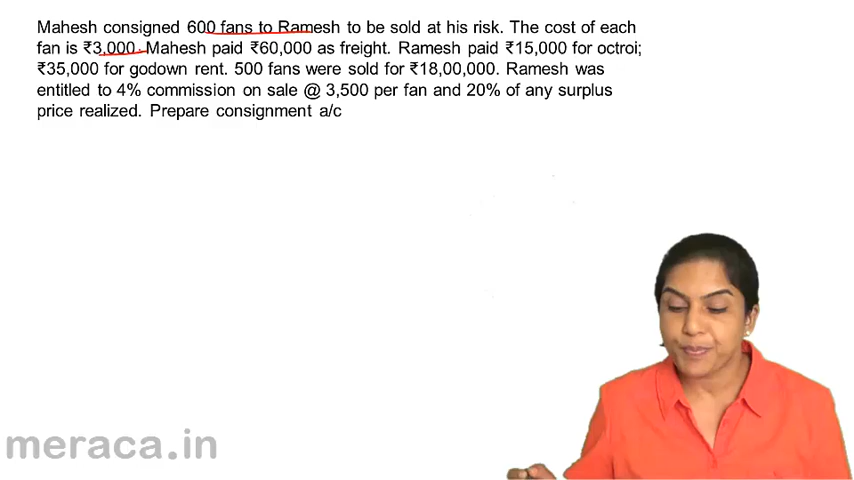 Mahesh consigned 600 fans to Ramesh to be sold at his risk. The cost of each
fan is ₹3,000. Mahesh paid ₹60,000 as freight. Ramesh paid ₹15,000 for octroi;
₹35,000 for godown rent. 500 fans were sold for ₹18,00,000. Ramesh was
entitled to 4% commission on sale @ 3,500 per fan and 20% of any surplus
price realized. Prepare consignment a/c
meraca.in